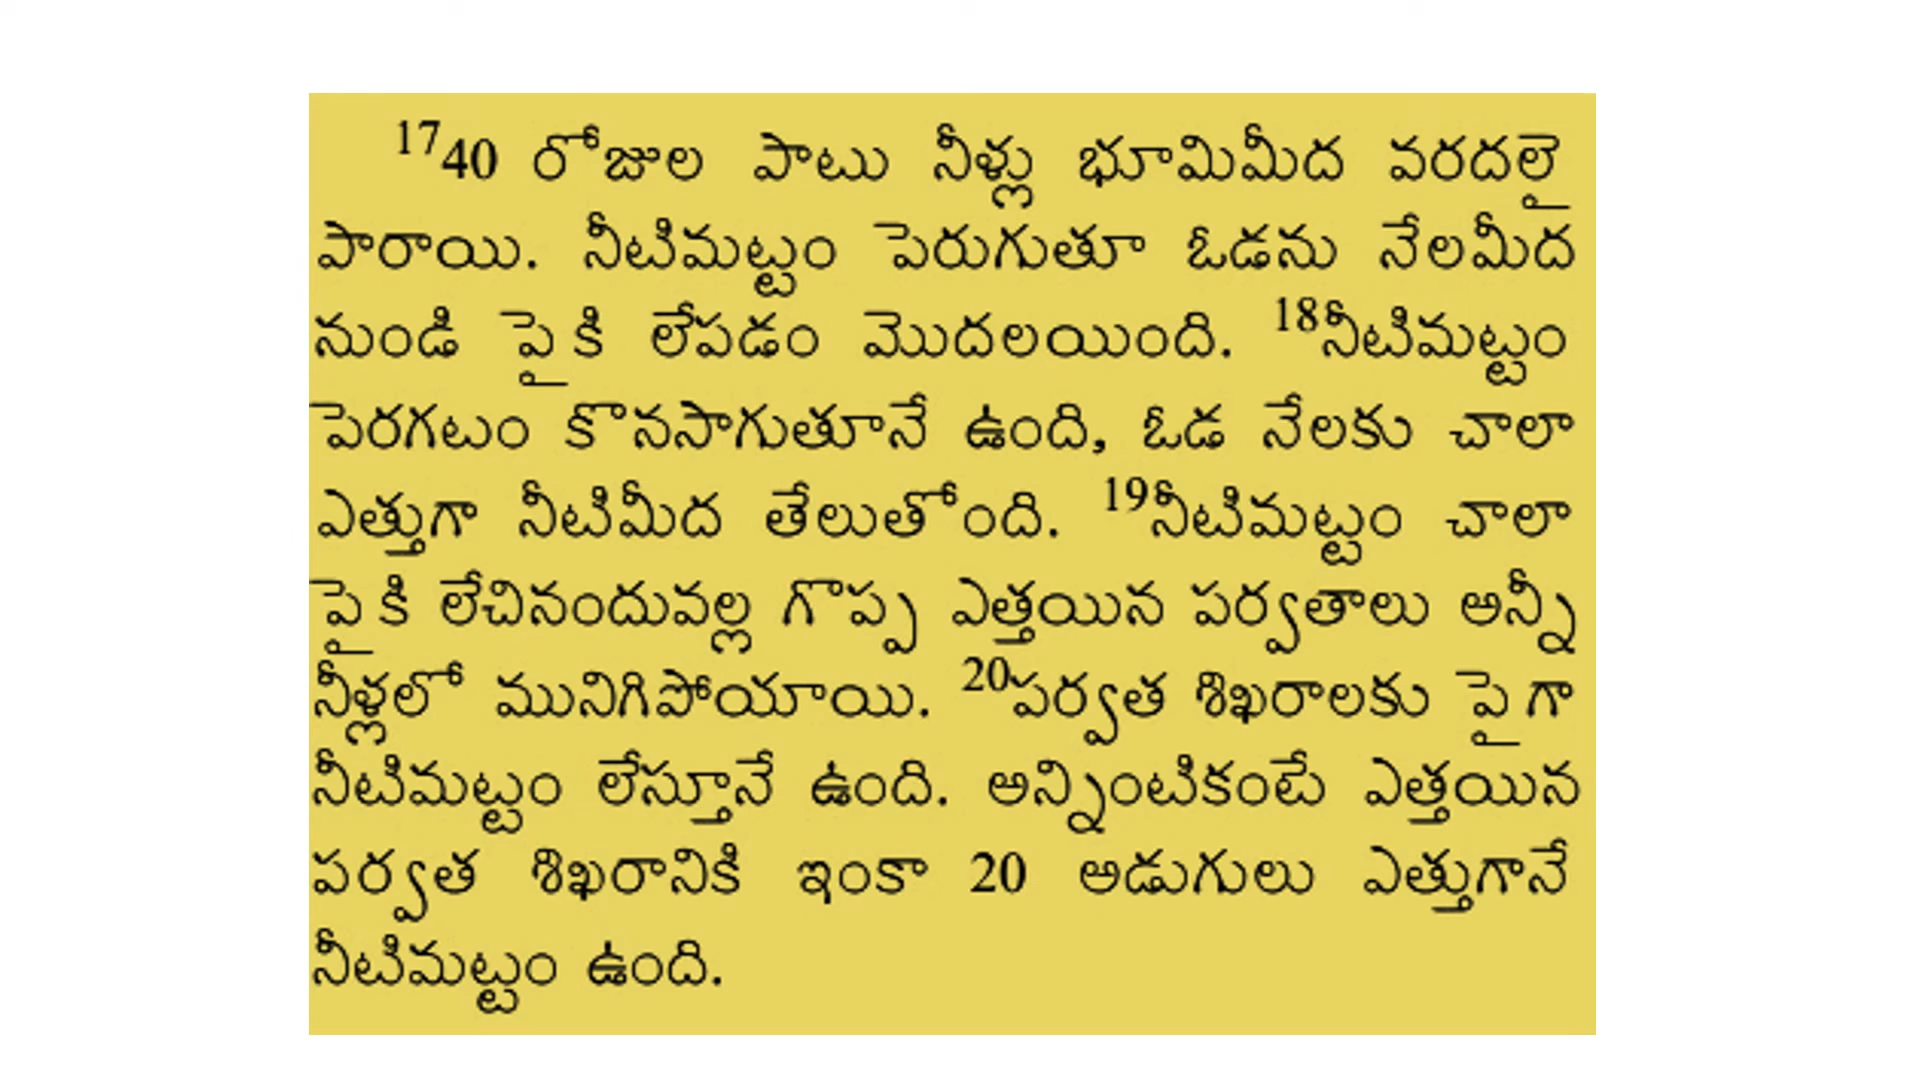 ¹⁷40 రోజుల పాటు నీళ్లు భూమిమీద వరదలై
పారాయి. నీటిమట్టం పెరుగుతూ ఓడను నేలమీద
నుండి పైకి లేపడం మొదలయింది. ¹⁸నీటిమట్టం
పెరగటం కొనసాగుతూనే ఉంది, ఓడ నేలకు చాలా
ఎత్తుగా నీటిమీద తేలుతోంది. ¹⁹నీటిమట్టం చాలా
పైకి లేచినందువల్ల గొప్ప ఎత్తయిన పర్వతాలు అన్నీ
నీళ్లలో మునిగిపోయాయి. ²⁰పర్వత శిఖరాలకు పైగా
నీటిమట్టం లేస్తూనే ఉంది. అన్నింటికంటే ఎత్తయిన
పర్వత శిఖరానికి ఇంకా 20 అడుగులు ఎత్తుగానే
నీటిమట్టం ఉంది.